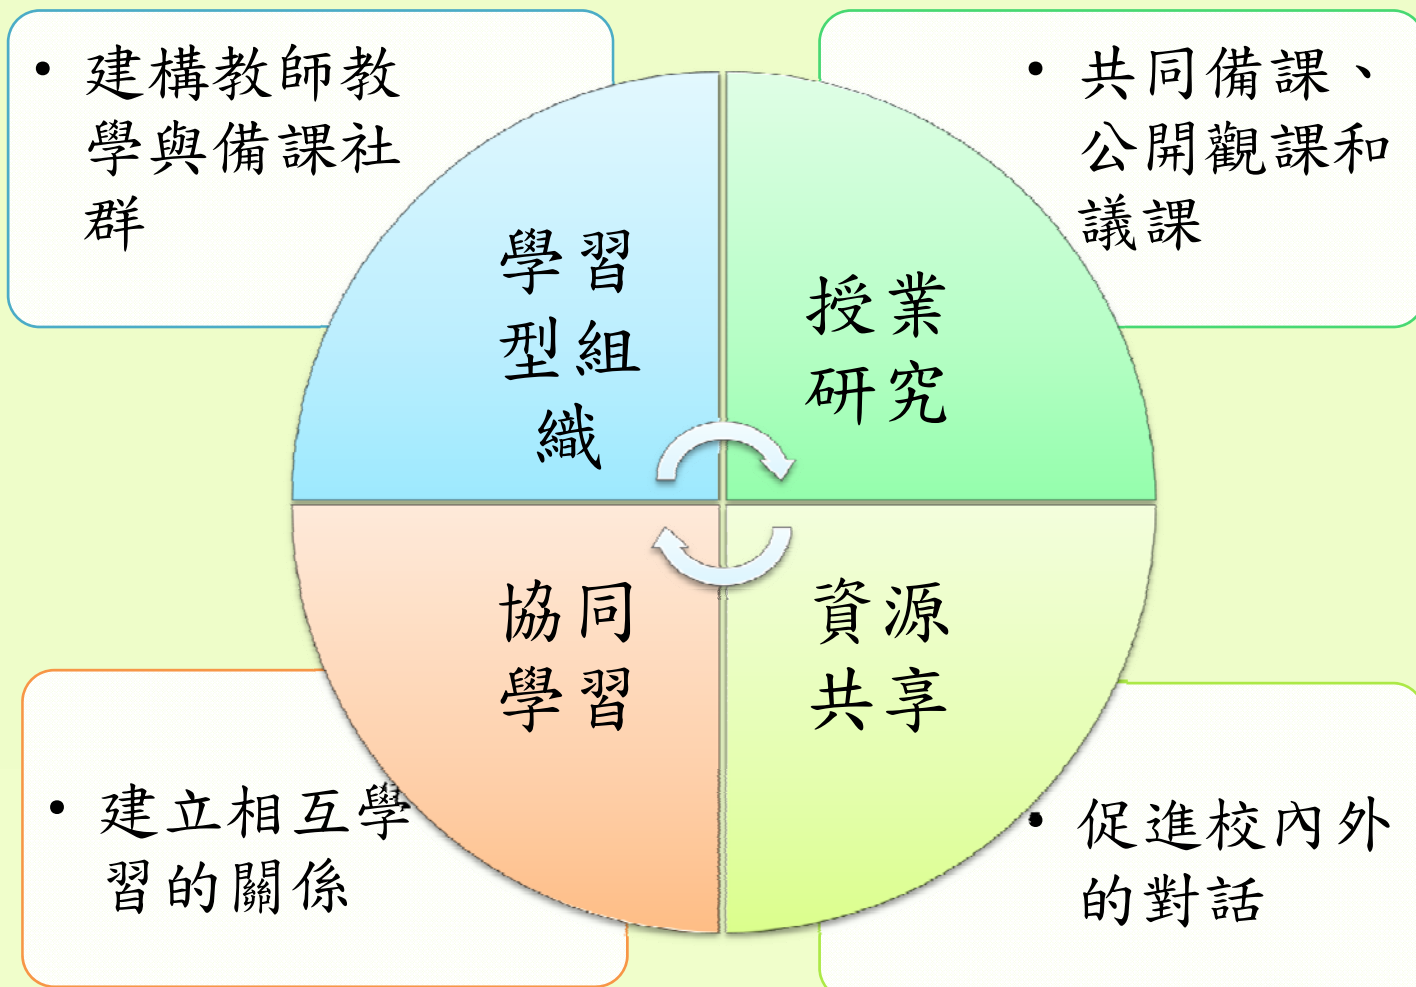 • 建構教師教
學與備課社
群
• 共同備課、
公開觀課和
議課
學習
型組
織
授業
研究
協同
學習
資源
共享
• 建立相互學
習的關係
• 促進校內外
的對話